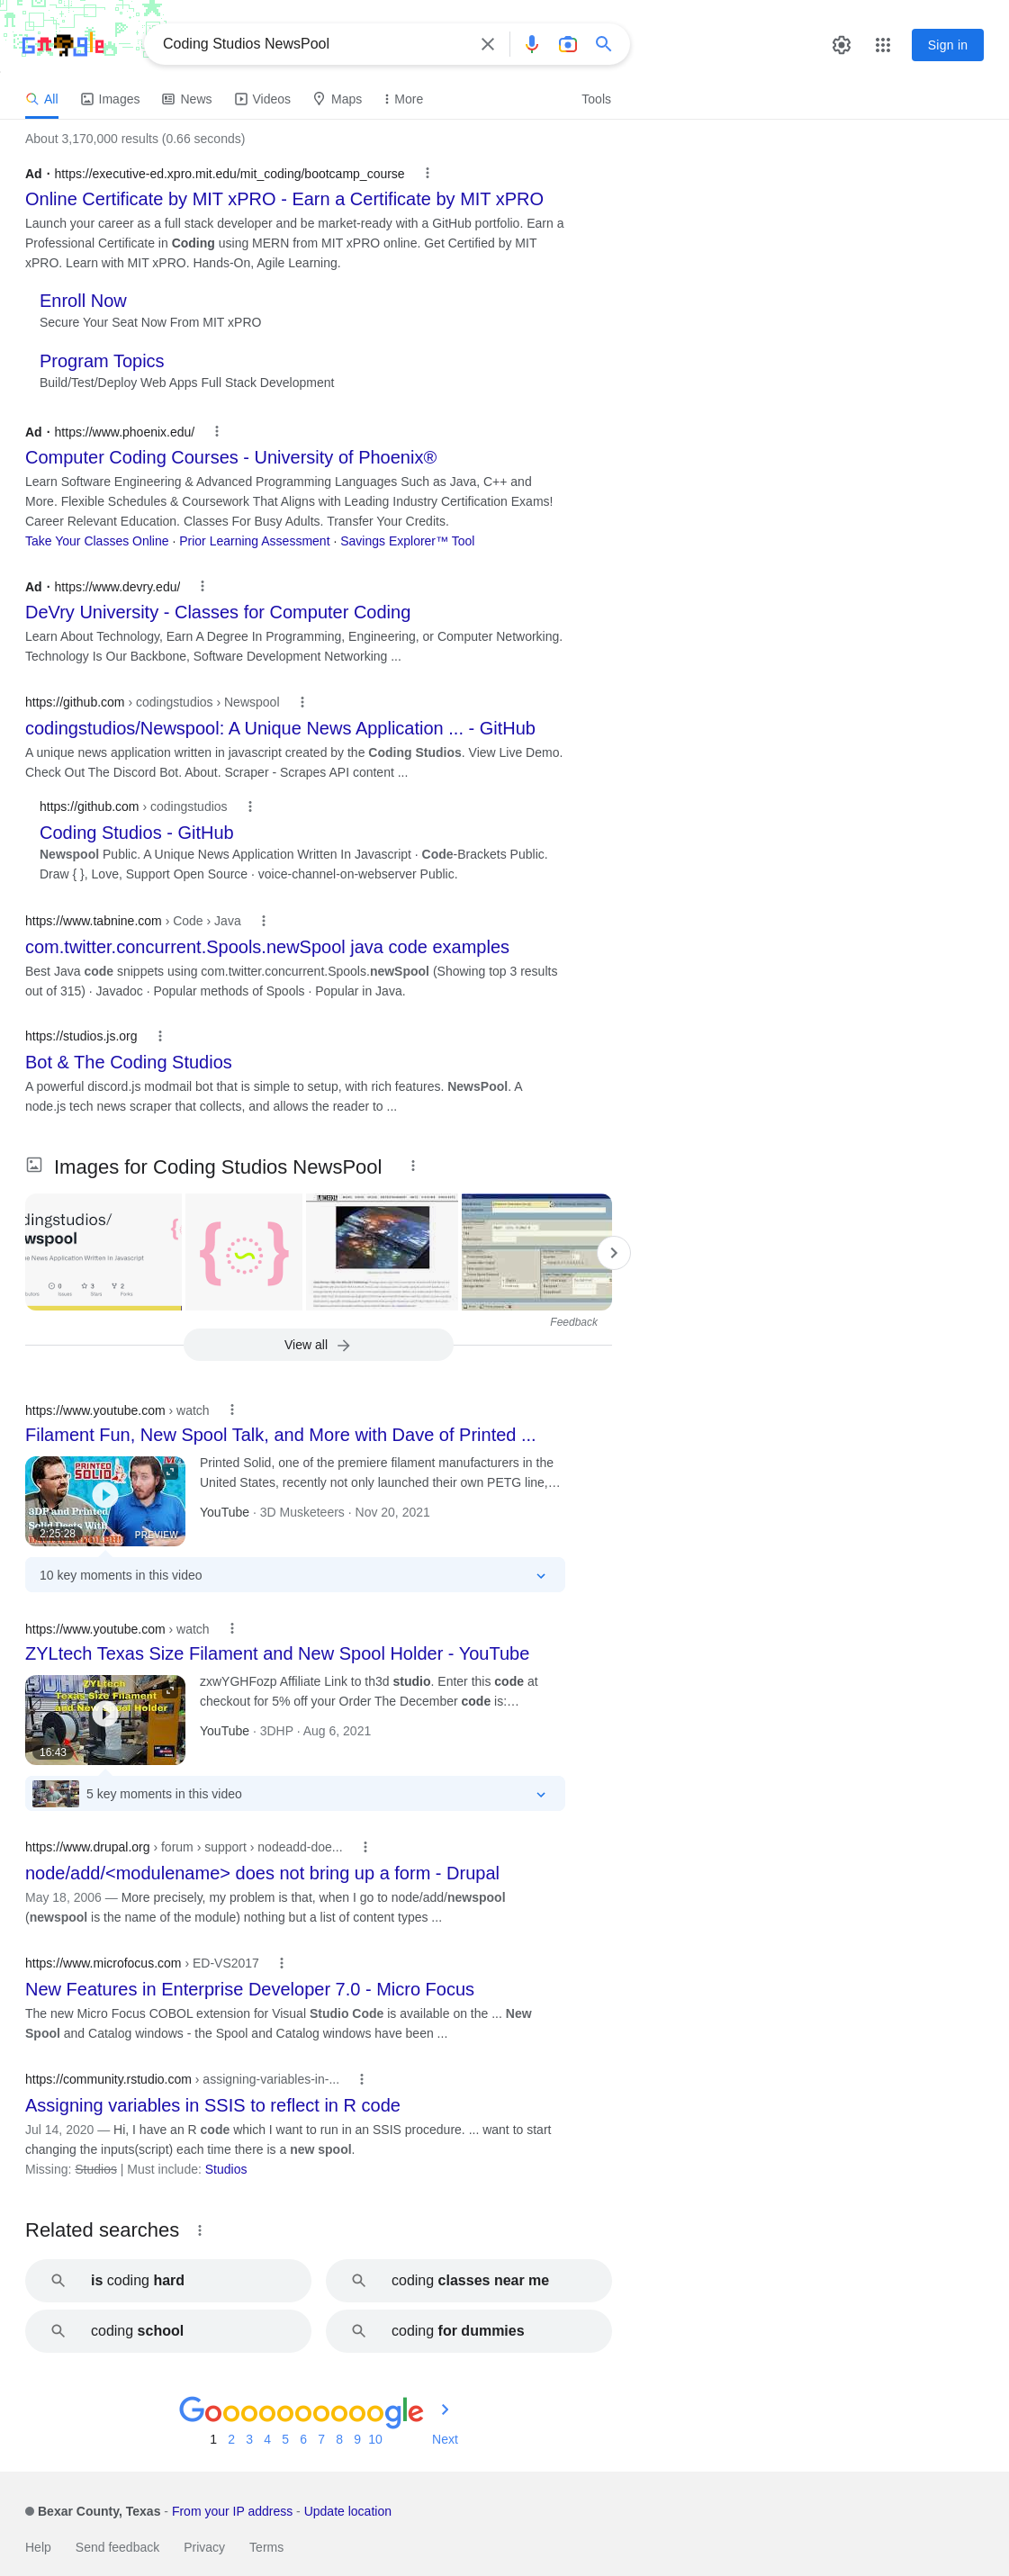 Google
Coding Studios NewsPool
Sign in
All
Images
News
Videos
Maps
More
Tools
About 3,170,000 results (0.66 seconds)
Ad · https://executive-ed.xpro.mit.edu/mit_coding/bootcamp_course
Online Certificate by MIT xPRO - Earn a Certificate by MIT xPRO
Launch your career as a full stack developer and be market-ready with a GitHub portfolio. Earn a
Professional Certificate in Coding using MERN from MIT xPRO online. Get Certified by MIT
xPRO. Learn with MIT xPRO. Hands-On, Agile Learning.
Enroll Now
Secure Your Seat Now From MIT xPRO
Program Topics
Build/Test/Deploy Web Apps Full Stack Development
Ad · https://www.phoenix.edu/
Computer Coding Courses - University of Phoenix®
Learn Software Engineering & Advanced Programming Languages Such as Java, C++ and
More. Flexible Schedules & Coursework That Aligns with Leading Industry Certification Exams!
Career Relevant Education. Classes For Busy Adults. Transfer Your Credits.
Take Your Classes Online · Prior Learning Assessment · Savings Explorer™ Tool
Ad · https://www.devry.edu/
DeVry University - Classes for Computer Coding
Learn About Technology, Earn A Degree In Programming, Engineering, or Computer Networking.
Technology Is Our Backbone, Software Development Networking ...
https://github.com › codingstudios › Newspool
codingstudios/Newspool: A Unique News Application ... - GitHub
A unique news application written in javascript created by the Coding Studios. View Live Demo.
Check Out The Discord Bot. About. Scraper - Scrapes API content ...
https://github.com › codingstudios
Coding Studios - GitHub
Newspool Public. A Unique News Application Written In Javascript · Code-Brackets Public.
Draw { }, Love, Support Open Source · voice-channel-on-webserver Public.
https://www.tabnine.com › Code › Java
com.twitter.concurrent.Spools.newSpool java code examples
Best Java code snippets using com.twitter.concurrent.Spools.newSpool (Showing top 3 results
out of 315) · Javadoc · Popular methods of Spools · Popular in Java.
https://studios.js.org
Bot & The Coding Studios
A powerful discord.js modmail bot that is simple to setup, with rich features. NewsPool. A
node.js tech news scraper that collects, and allows the reader to ...
Images for Coding Studios NewsPool
dingstudios/
wspool
e News Application Written In Javascript
0 3 2
Issues Stars Forks
Feedback
View all
https://www.youtube.com › watch
Filament Fun, New Spool Talk, and More with Dave of Printed ...
PRINTED SOLID
3DP and Printed
Solid Deets With
2:25:28
PREVIEW
Printed Solid, one of the premiere filament manufacturers in the
United States, recently not only launched their own PETG line,...
YouTube · 3D Musketeers · Nov 20, 2021
10 key moments in this video
https://www.youtube.com › watch
ZYLtech Texas Size Filament and New Spool Holder - YouTube
ZYLtech
Texas Size Filament
and New Spool Holder
16:43
zxwYGHFozp Affiliate Link to th3d studio. Enter this code at
checkout for 5% off your Order The December code is:...
YouTube · 3DHP · Aug 6, 2021
5 key moments in this video
https://www.drupal.org › forum › support › nodeadd-doe...
node/add/<modulename> does not bring up a form - Drupal
May 18, 2006 — More precisely, my problem is that, when I go to node/add/newspool
(newspool is the name of the module) nothing but a list of content types ...
https://www.microfocus.com › ED-VS2017
New Features in Enterprise Developer 7.0 - Micro Focus
The new Micro Focus COBOL extension for Visual Studio Code is available on the ... New
Spool and Catalog windows - the Spool and Catalog windows have been ...
https://community.rstudio.com › assigning-variables-in-...
Assigning variables in SSIS to reflect in R code
Jul 14, 2020 — Hi, I have an R code which I want to run in an SSIS procedure. ... want to start
changing the inputs(script) each time there is a new spool.
Missing: Studios | Must include: Studios
Related searches
is coding hard
coding classes near me
coding school
coding for dummies
Goooooooooogle
1 2 3 4 5 6 7 8 9 10 Next
Bexar County, Texas - From your IP address - Update location
Help Send feedback Privacy Terms